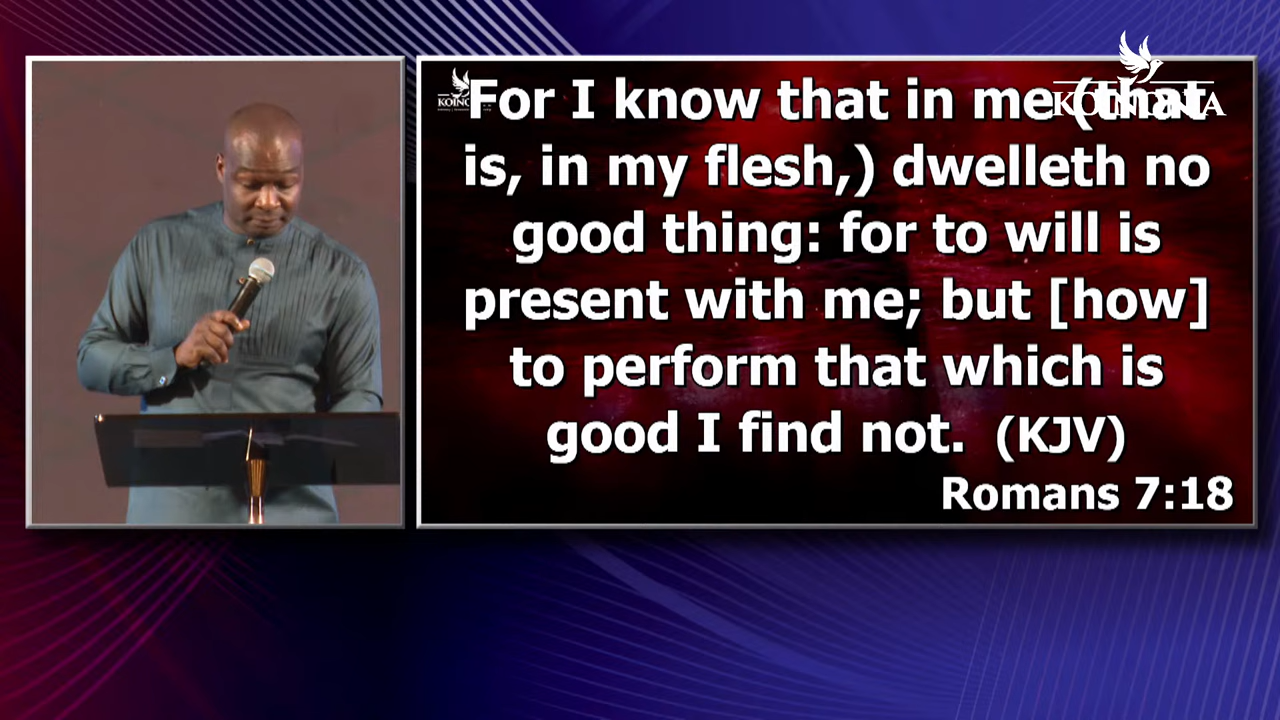 KOINONIA
For I know that in me (that
is, in my flesh,) dwelleth no
good thing: for to will is
present with me; but [how]
to perform that which is
good I find not. (KJV)
Romans 7:18